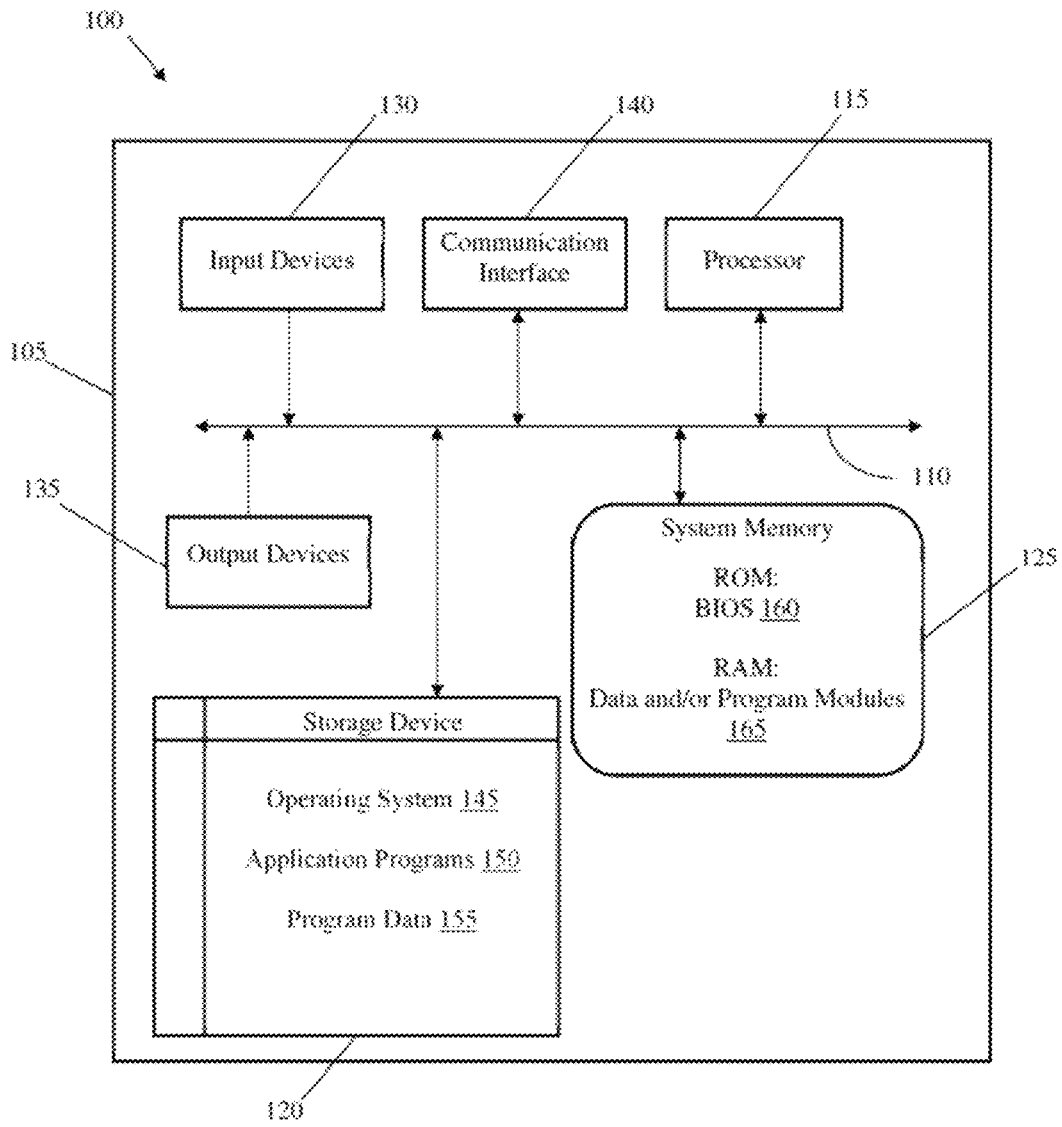 100
130
140
115
Input Devices
Communication
Interface
Processor
105
110
135
Output Devices
System Memory
ROM:
BIOS 160
RAM:
Data and/or Program Modules
165
125
Storage Device
Operating System 145
Application Programs 150
Program Data 155
120